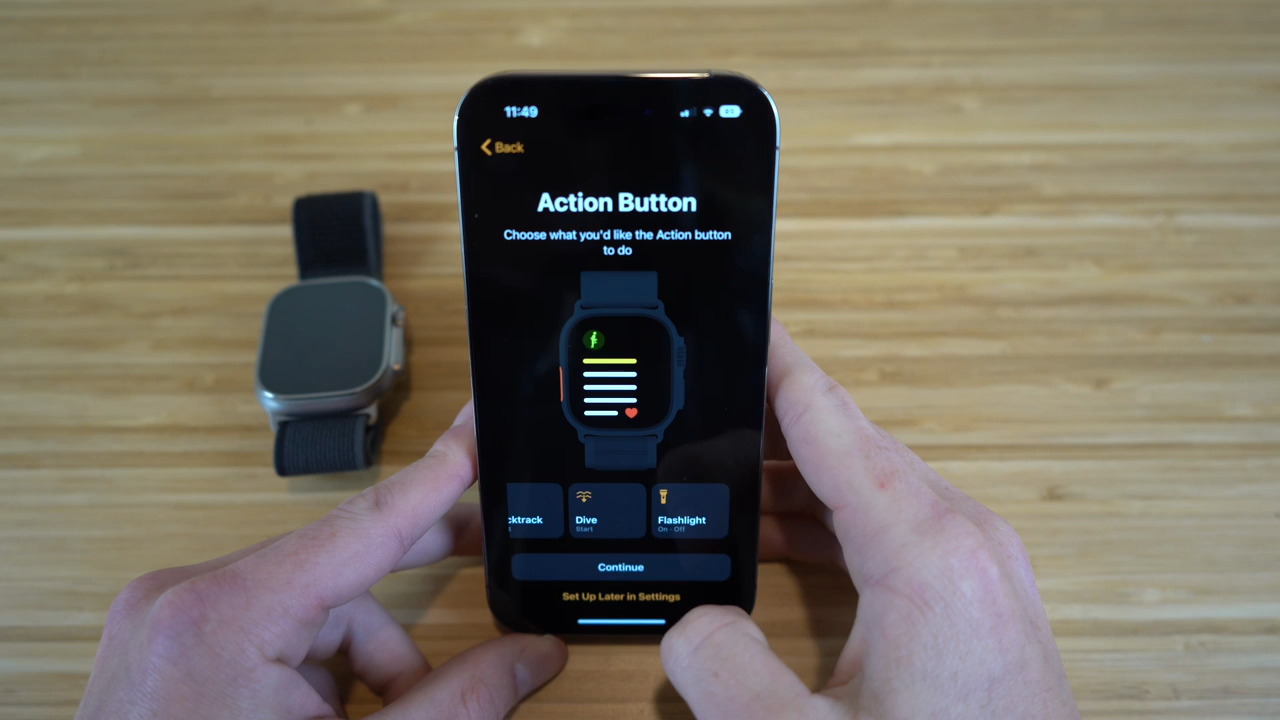 11:49
Back
Action Button
Choose what you'd like the Action button
to do
cktrack
Dive
Flashlight
Start
On · Off
Continue
Set Up Later in Settings